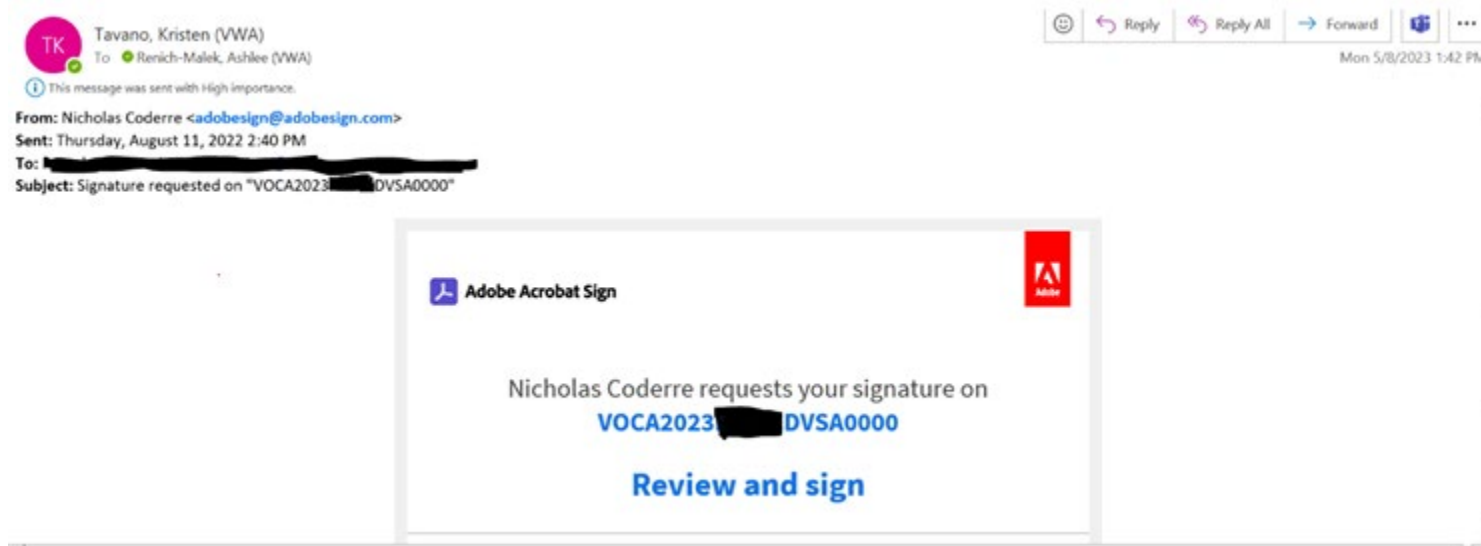 TK
Tavano, Kristen (VWA)
To Renich-Malek, Ashlee (VWA)
Reply Reply All Forward
Mon 5/8/2023 1:42 PM
This message was sent with High importance.
From: Nicholas Coderre <adobesign@adobesign.com>
Sent: Thursday, August 11, 2022 2:40 PM
To:
Subject: Signature requested on "VOCA2023 DVSA0000"
Adobe Acrobat Sign
Adobe
Nicholas Coderre requests your signature on
VOCA2023 DVSA0000
Review and sign